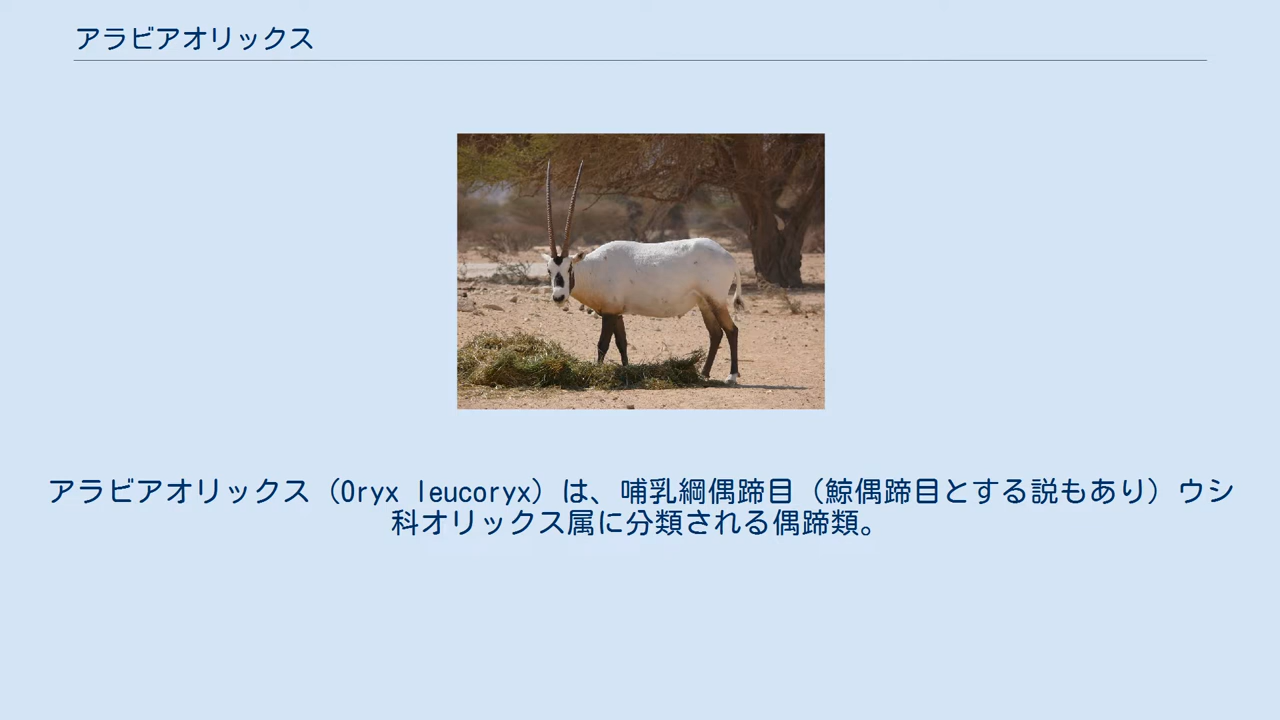 アラビアオリックス
アラビアオリックス（Oryx leucoryx）は、哺乳綱偶蹄目（鯨偶蹄目とする説もあり）ウシ
科オリックス属に分類される偶蹄類。